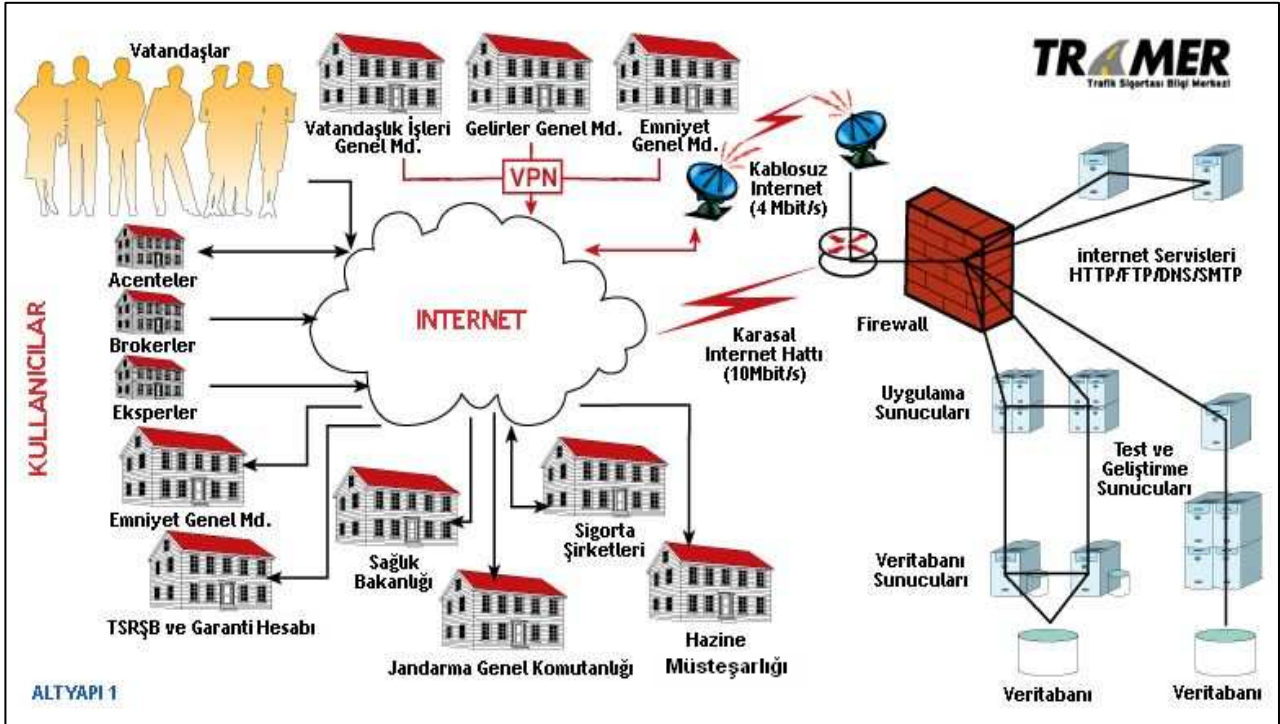 Vatandaşlar
Vatandaşlık İşleri
Genel Md.
Gelirler Genel Md.
Emniyet
Genel Md.
VPN
TRAMER
Trafik Sigortası Bilgi Merkezi
Kablosuz
Internet
(4 Mbit/s)
internet Servisleri
HTTP/FTP/DNS/SMTP
KULLANICILAR
Acenteler
Brokerler
Eksperler
INTERNET
Karasal
Internet Hattı
(10Mbit/s)
Firewall
Uygulama
Sunucuları
Test ve
Geliştirme
Sunucuları
Emniyet Genel Md.
TSRŞB ve Garanti Hesabı
Sağlık
Bakanlığı
Jandarma Genel Komutanlığı
Sigorta
Şirketleri
Hazine
Müsteşarlığı
Veritabanı
Sunucuları
Veritabanı
Veritabanı
ALTYAPI 1